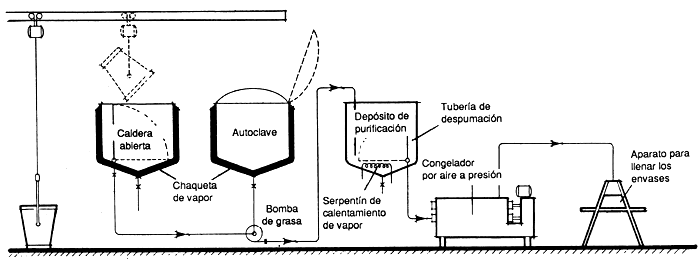 Caldera
abierta
Autoclave
Chaqueta
de vapor
Bomba
de grasa
Depósito de
purificación
Tubería de
despumación
Serpentín de
calentamiento
de vapor
Congelador
por aire a presión
Aparato para
llenar los
envases